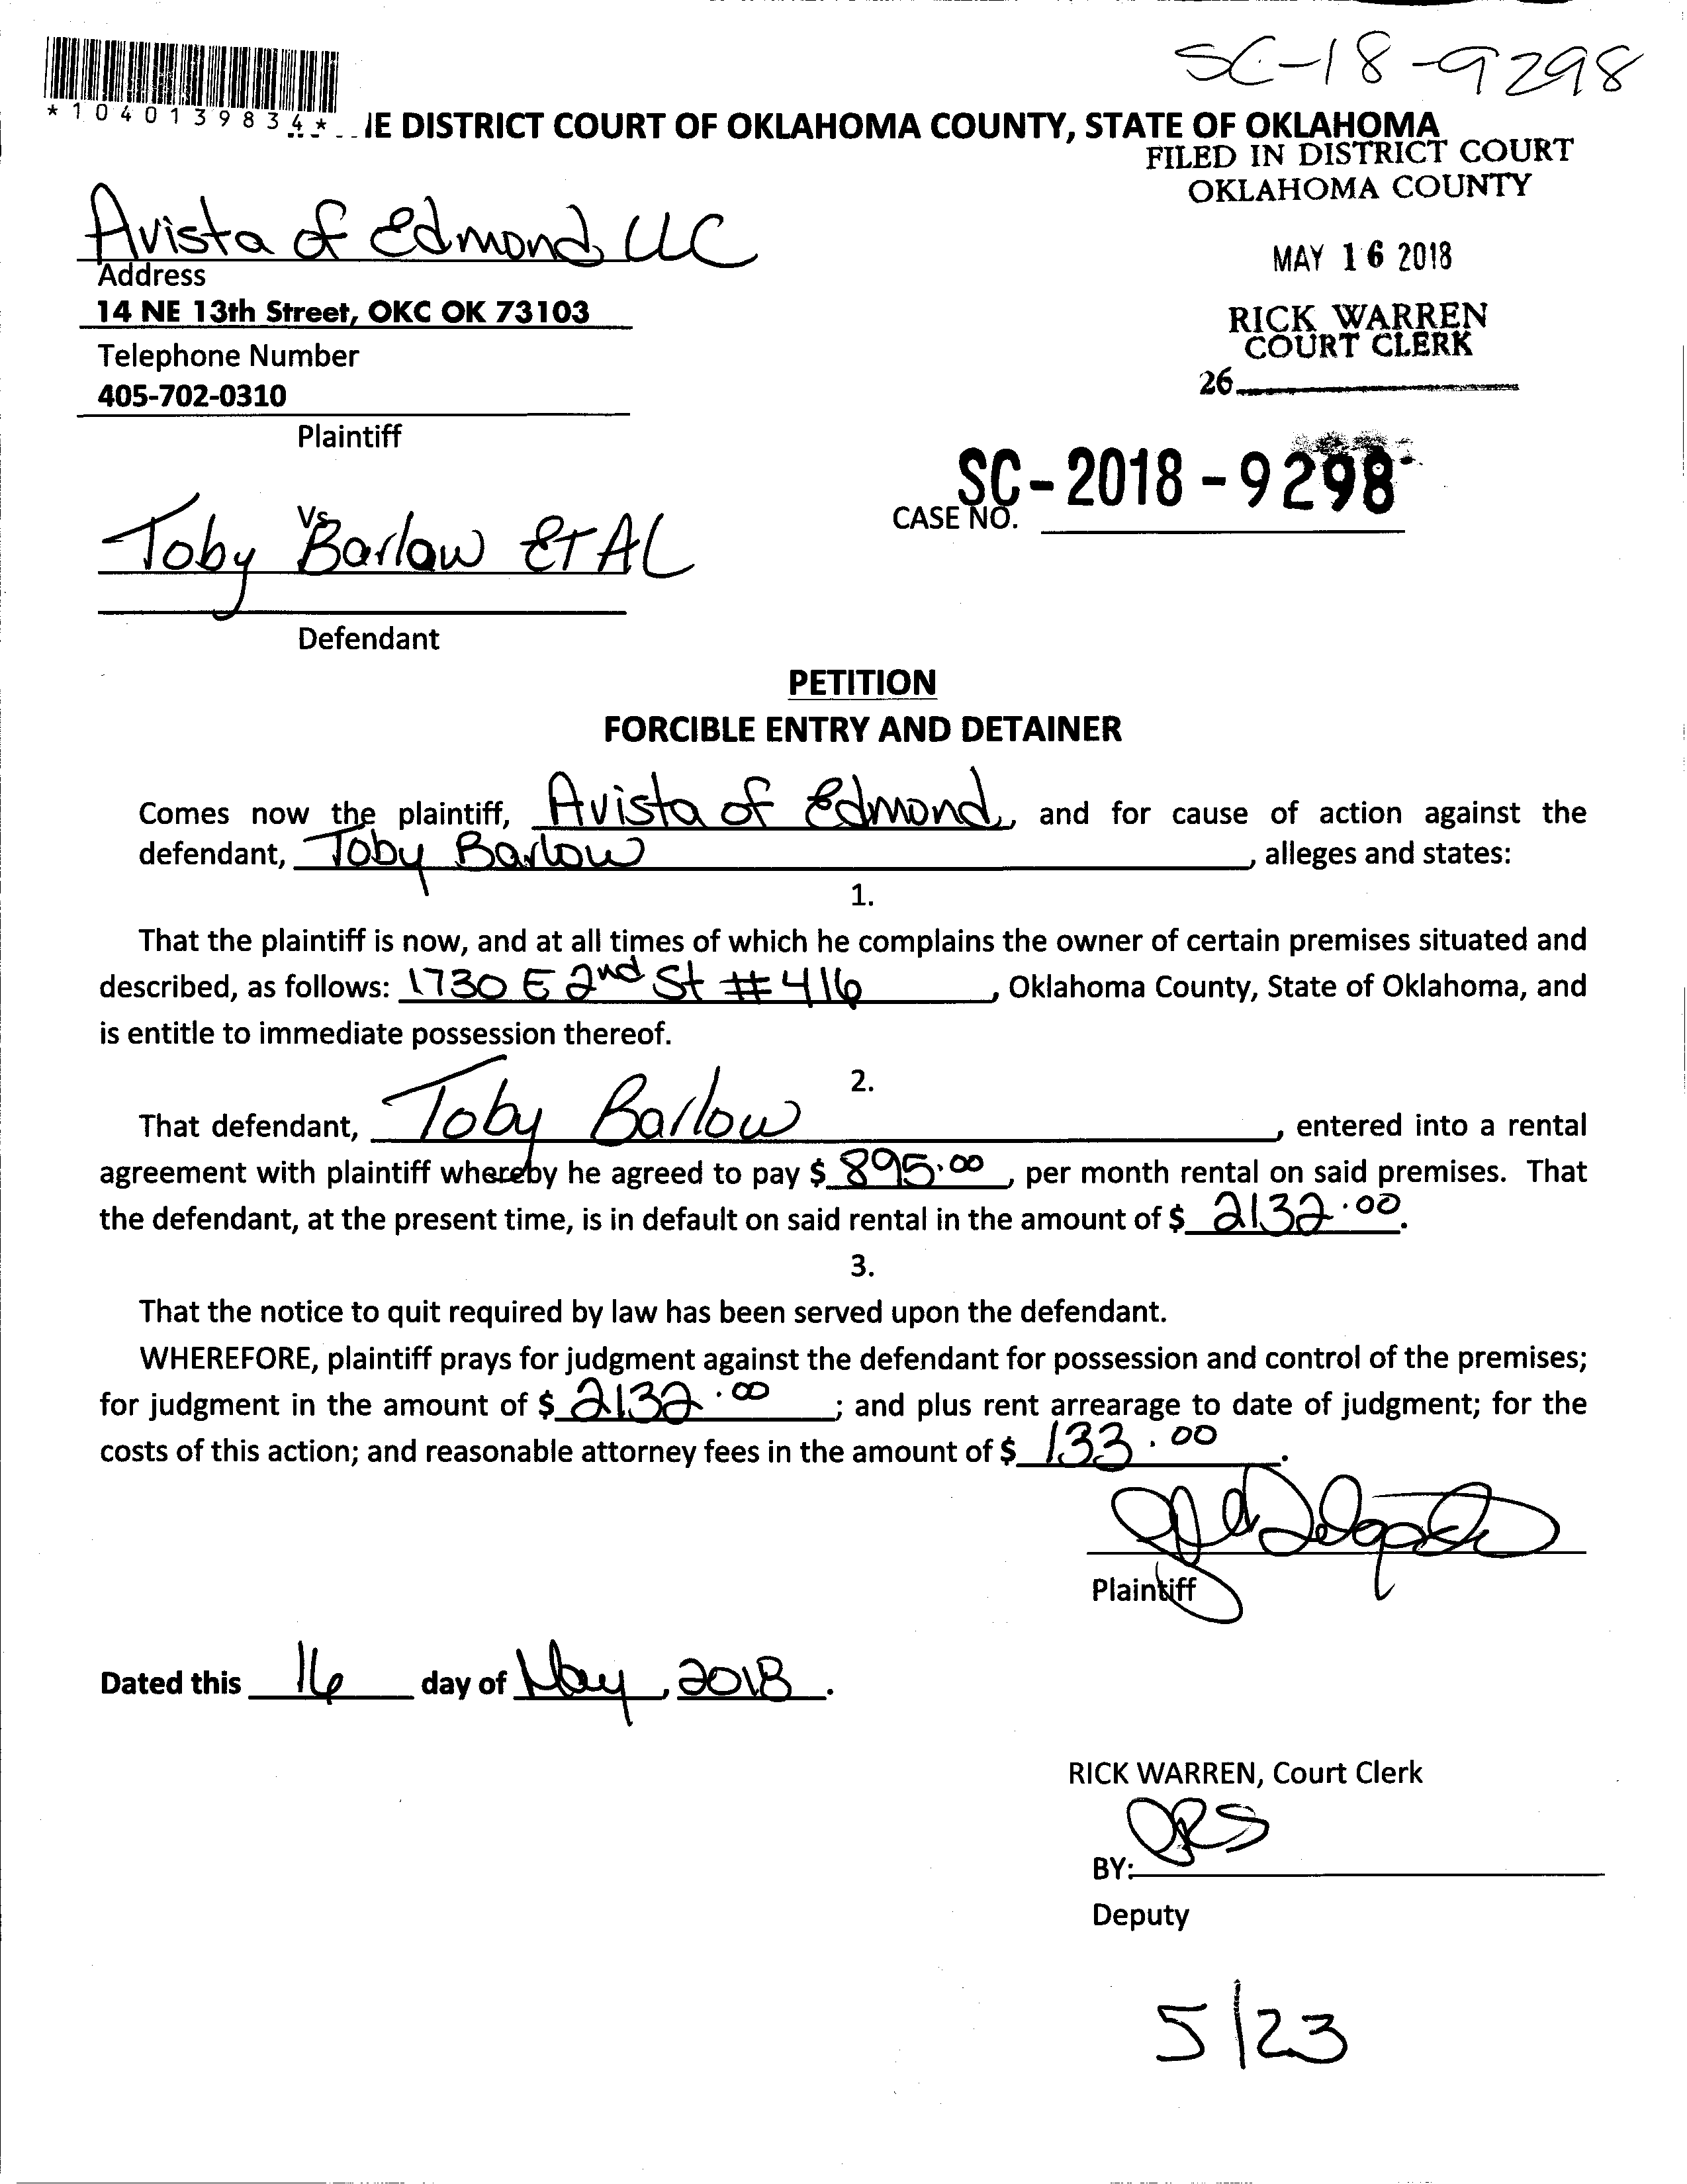 SC-18-9298
*1040139834*
IE DISTRICT COURT OF OKLAHOMA COUNTY, STATE OF OKLAHOMA
FILED IN DISTRICT COURT
OKLAHOMA COUNTY
Avista of Edmond, LLC
MAY 16 2018
Address
14 NE 13th Street, OKC OK 73103
RICK WARREN
COURT CLERK
Telephone Number
26
405-702-0310
Plaintiff
SC-2018-9298
CASE NO.
Vs
Toby Barlow ET AL
Defendant
PETITION
FORCIBLE ENTRY AND DETAINER
Comes now the plaintiff, Avista of Edmond, and for cause of action against the
defendant, Toby Barlow, alleges and states:
1.
That the plaintiff is now, and at all times of which he complains the owner of certain premises situated and
described, as follows: 1730 E 2nd St #416, Oklahoma County, State of Oklahoma, and
is entitle to immediate possession thereof.
2.
That defendant, Toby Barlow, entered into a rental
agreement with plaintiff whereby he agreed to pay $ 895.00, per month rental on said premises. That
the defendant, at the present time, is in default on said rental in the amount of $ 2132.00.
3.
That the notice to quit required by law has been served upon the defendant.
WHEREFORE, plaintiff prays for judgment against the defendant for possession and control of the premises;
for judgment in the amount of $ 2132.00; and plus rent arrearage to date of judgment; for the
costs of this action; and reasonable attorney fees in the amount of $ 133.00.
Plaintiff
Dated this 16 day of May, 2018.
RICK WARREN, Court Clerk
BY:
Deputy
5/23